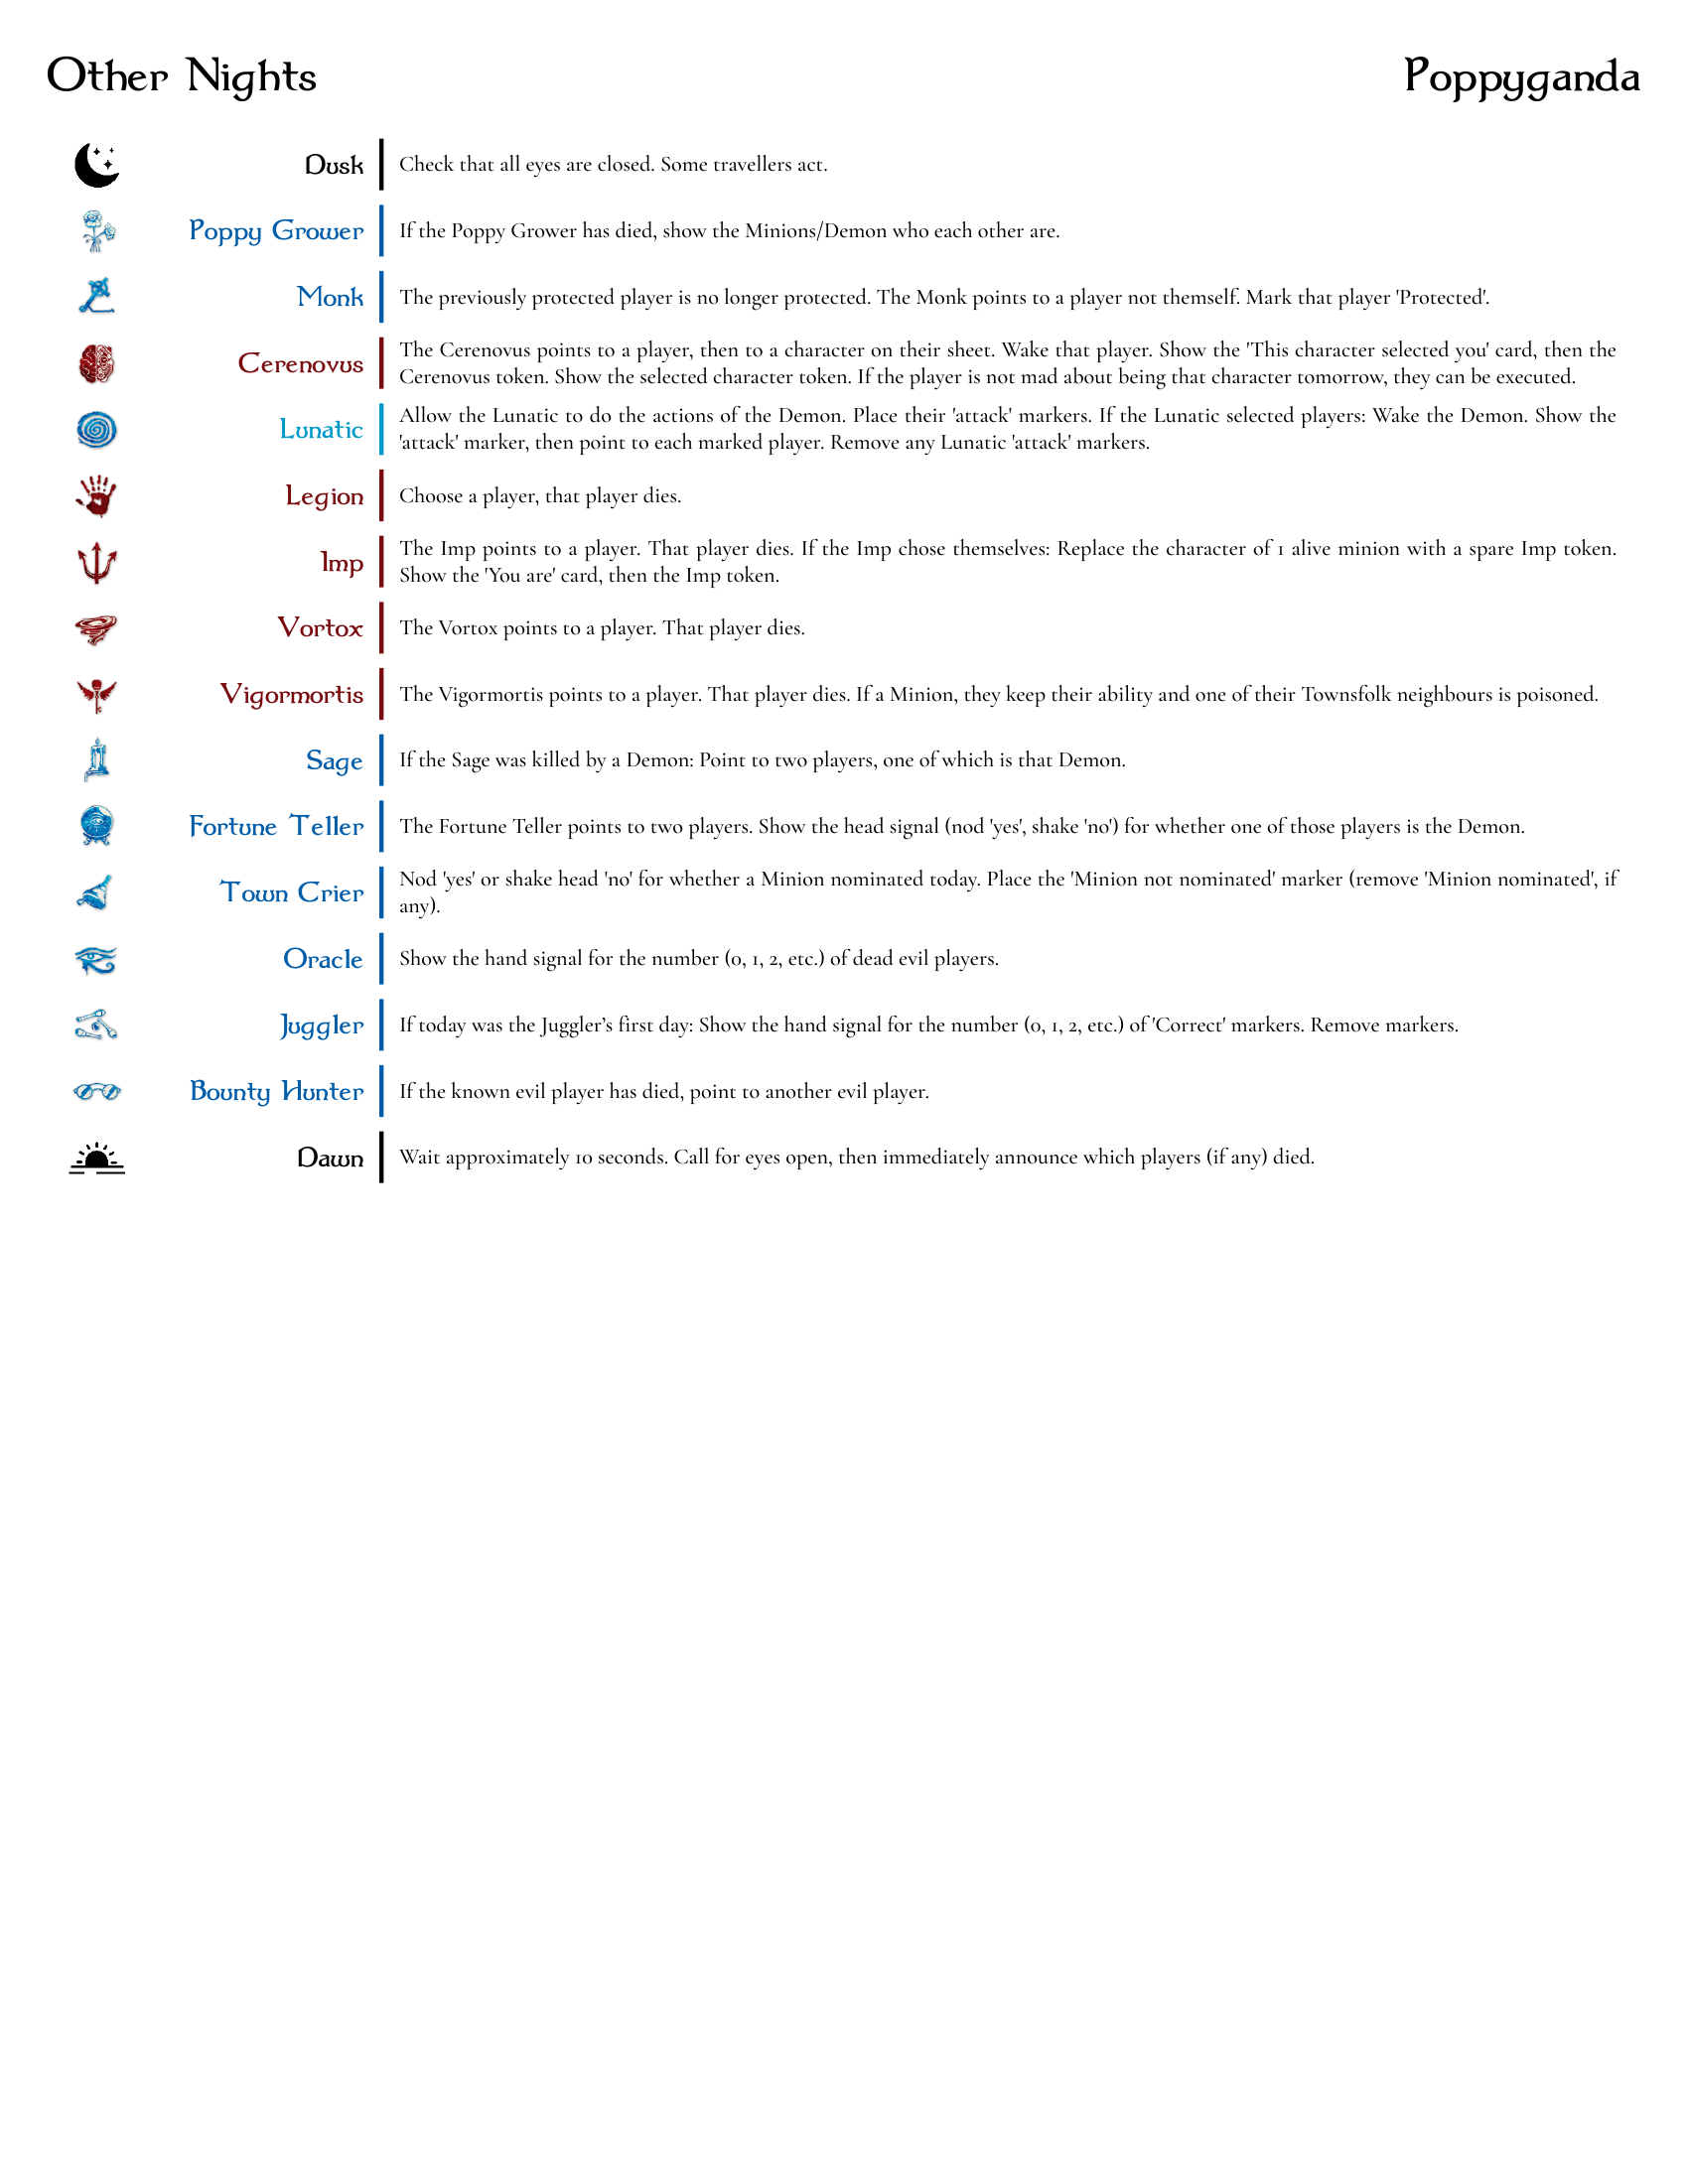 Other Nights
Poppyganda
Dusk
Check that all eyes are closed. Some travellers act.
Poppy Grower
If the Poppy Grower has died, show the Minions/Demon who each other are.
Monk
The previously protected player is no longer protected. The Monk points to a player not themself. Mark that player 'Protected'.
Cerenovus
The Cerenovus points to a player, then to a character on their sheet. Wake that player. Show the 'This character selected you' card, then the
Cerenovus token. Show the selected character token. If the player is not mad about being that character tomorrow, they can be executed.
Lunatic
Allow the Lunatic to do the actions of the Demon. Place their 'attack' markers. If the Lunatic selected players: Wake the Demon. Show the
'attack' marker, then point to each marked player. Remove any Lunatic 'attack' markers.
Legion
Choose a player, that player dies.
Imp
The Imp points to a player. That player dies. If the Imp chose themselves: Replace the character of 1 alive minion with a spare Imp token.
Show the 'You are' card, then the Imp token.
Vortox
The Vortox points to a player. That player dies.
Vigormortis
The Vigormortis points to a player. That player dies. If a Minion, they keep their ability and one of their Townsfolk neighbours is poisoned.
Sage
If the Sage was killed by a Demon: Point to two players, one of which is that Demon.
Fortune Teller
The Fortune Teller points to two players. Show the head signal (nod 'yes', shake 'no') for whether one of those players is the Demon.
Town Crier
Nod 'yes' or shake head 'no' for whether a Minion nominated today. Place the 'Minion not nominated' marker (remove 'Minion nominated', if
any).
Oracle
Show the hand signal for the number (0, 1, 2, etc.) of dead evil players.
Juggler
If today was the Juggler’s first day: Show the hand signal for the number (0, 1, 2, etc.) of 'Correct' markers. Remove markers.
Bounty Hunter
If the known evil player has died, point to another evil player.
Dawn
Wait approximately 10 seconds. Call for eyes open, then immediately announce which players (if any) died.